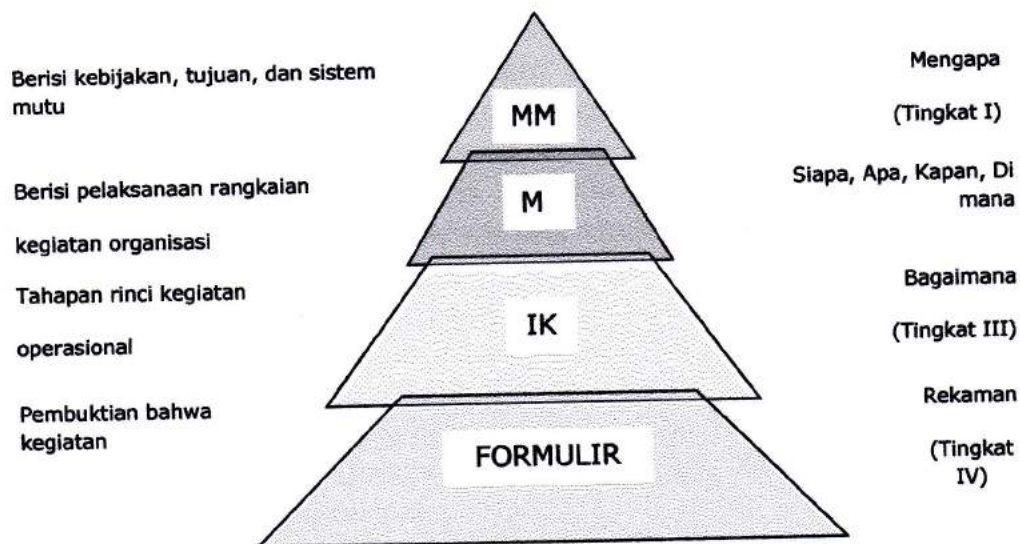 Berisi kebijakan, tujuan, dan sistem
mutu
MM
Mengapa
(Tingkat I)
Berisi pelaksanaan rangkaian
kegiatan organisasi
M
Siapa, Apa, Kapan, Di
mana
Tahapan rinci kegiatan
operasional
IK
Bagaimana
(Tingkat III)
Pembuktian bahwa
kegiatan
FORMULIR
Rekaman
(Tingkat
IV)